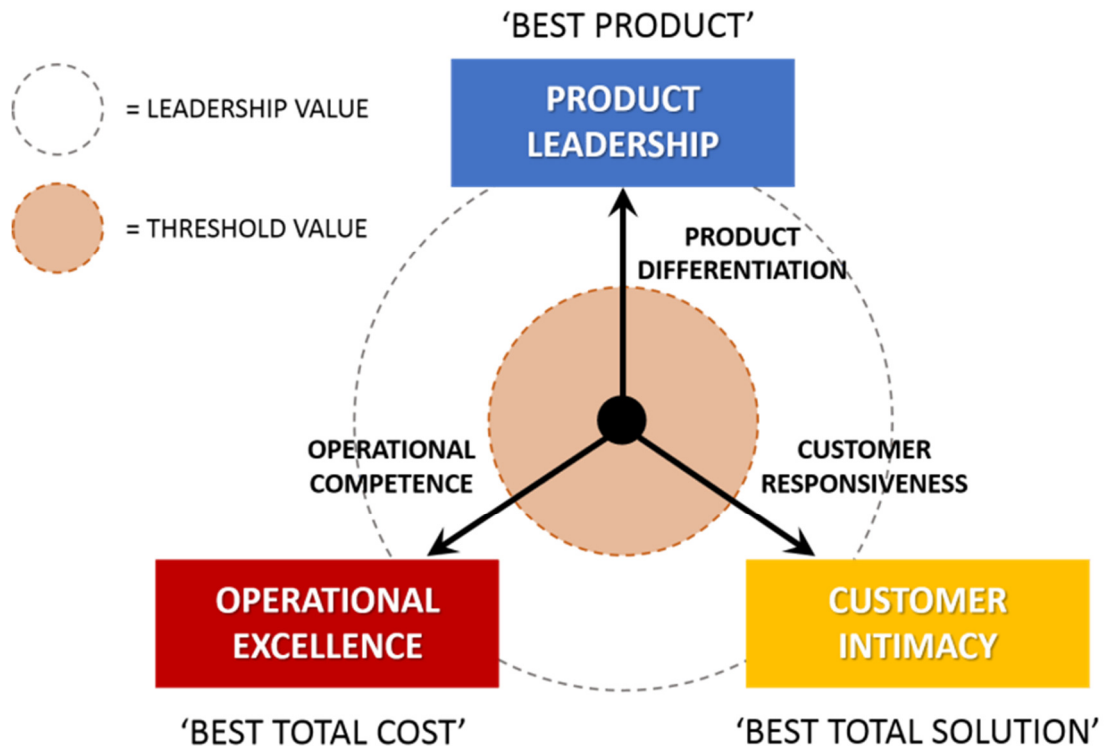 ‘BEST PRODUCT’
PRODUCT
LEADERSHIP
= LEADERSHIP VALUE
= THRESHOLD VALUE
PRODUCT
DIFFERENTIATION
OPERATIONAL
COMPETENCE
CUSTOMER
RESPONSIVENESS
OPERATIONAL
EXCELLENCE
CUSTOMER
INTIMACY
‘BEST TOTAL COST’
‘BEST TOTAL SOLUTION’